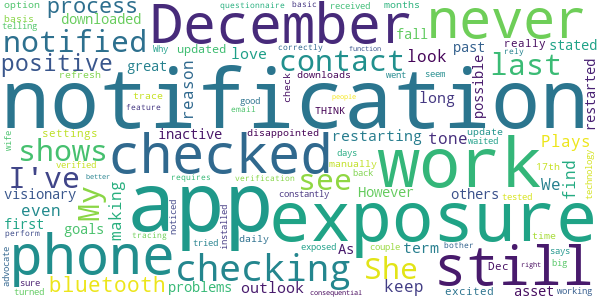 option process questionnaire basic received months
basis downloaded December never
telling notified Why updated love fall past really stated
positive reason great contact look last
refresh trace check downloads went seem possible long rely restarted
notification
feature email good THINK people
wife settings inactive disappointed restarting update
shows checked tone waited manually work Plays
I've My verified visionary making see days back However others We find 17th technology
app exposure
first even goals requires verification constantly term tested time
phone checking She As exposed couple keep still
advocate perform tracing noticed tried installed daily
bluetooth problems outlook asset excited Dec says big bother
sure turned better consequential right working
correctly function